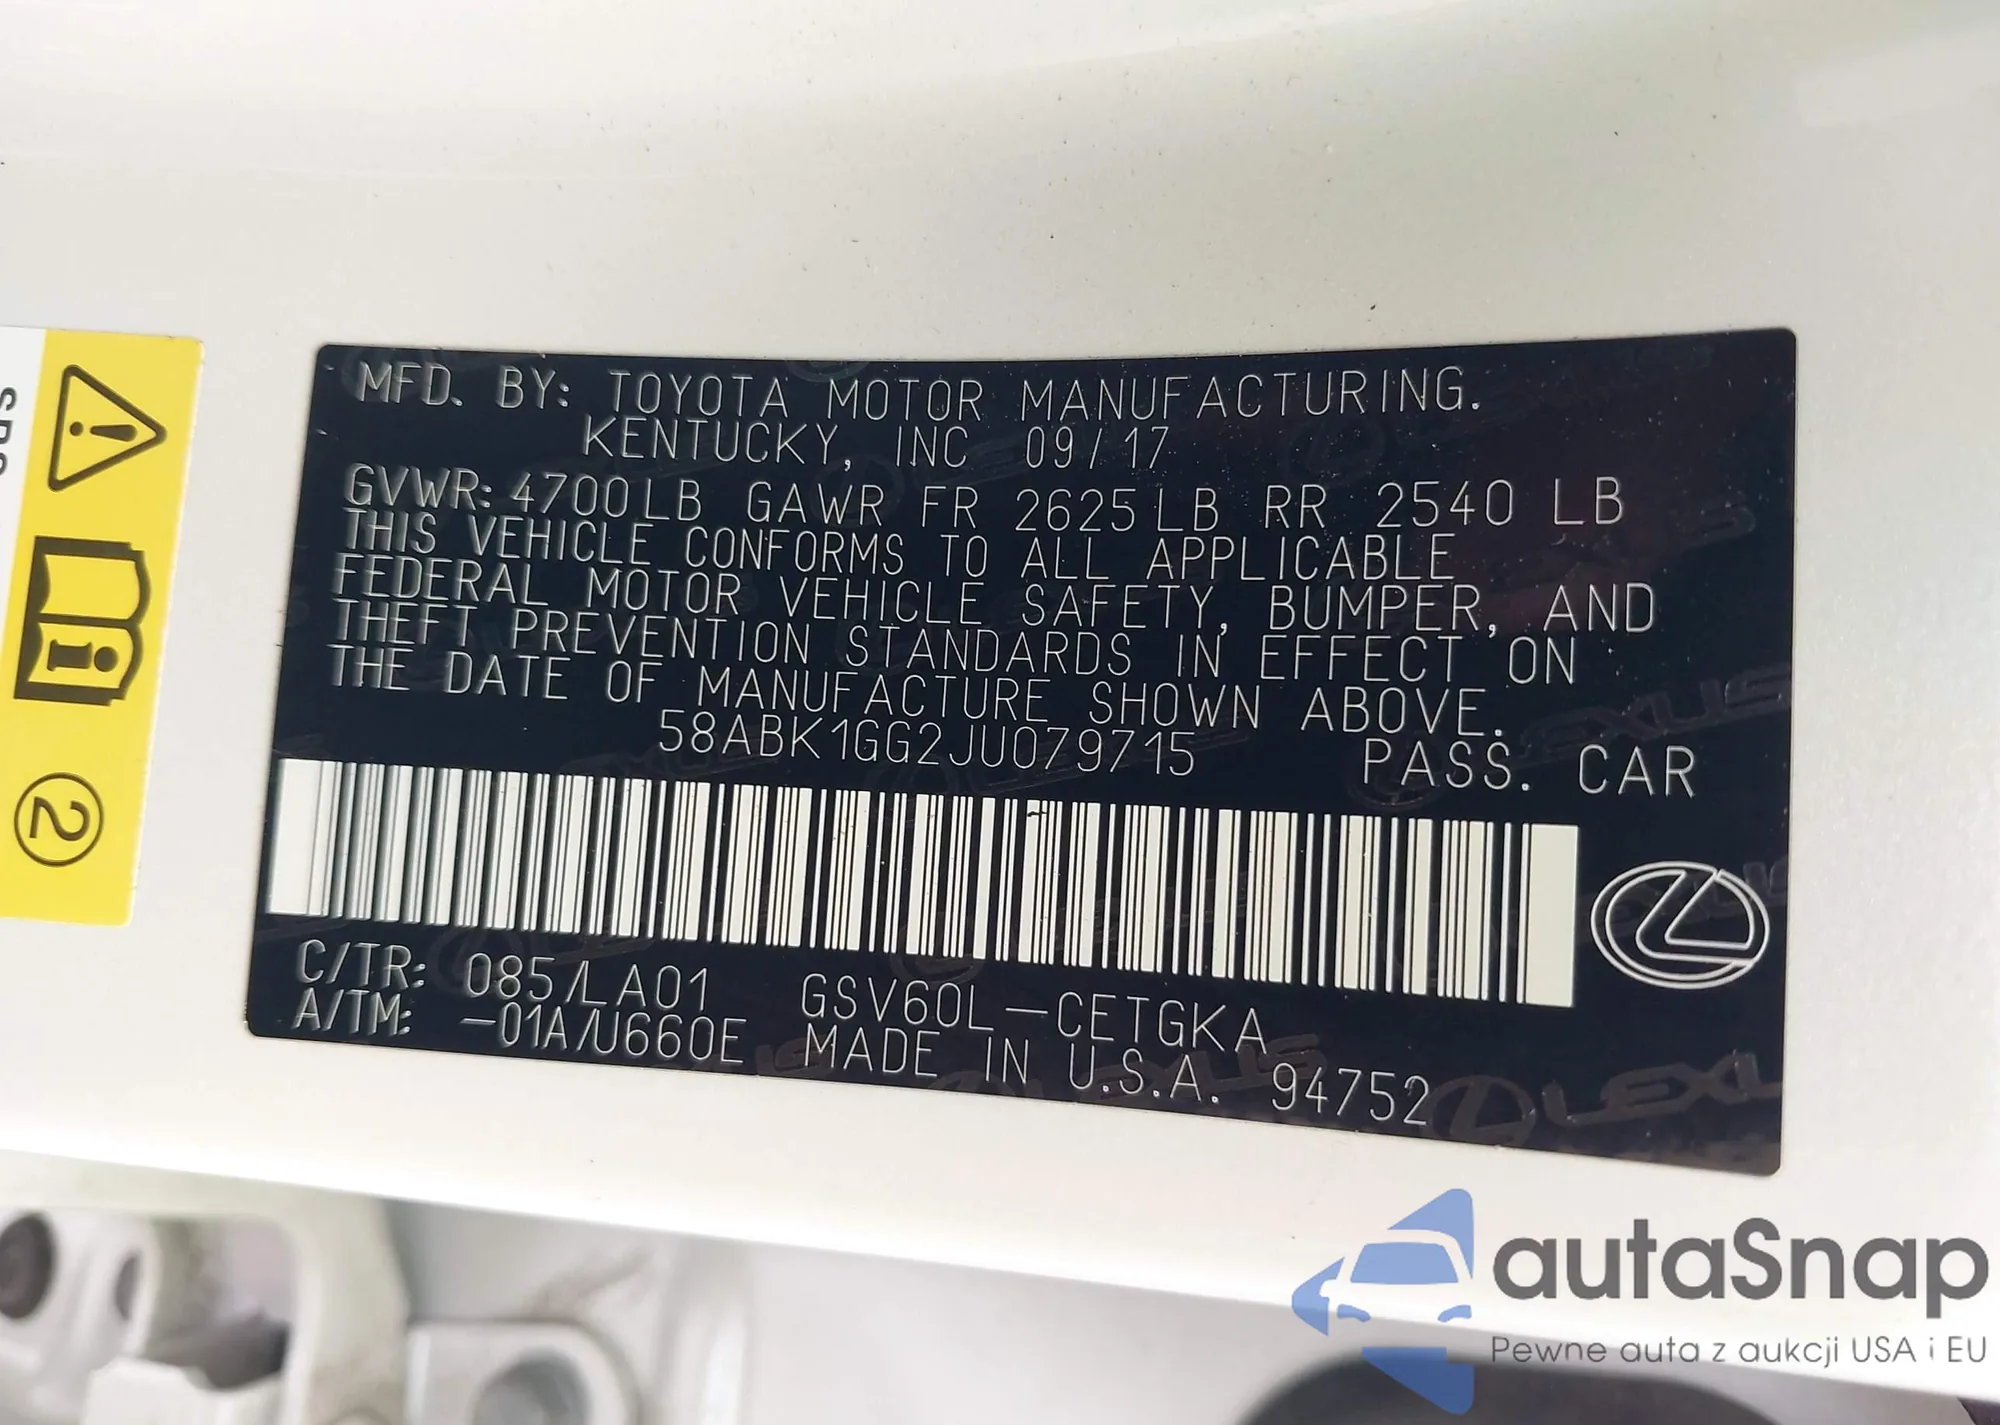 MFD. BY: TOYOTA MOTOR MANUFACTURING.
KENTUCKY, INC 09/17
GVWR: 4700LB GAWR FR 2625LB RR 2540 LB
THIS VEHICLE CONFORMS TO ALL APPLICABLE
FEDERAL MOTOR VEHICLE SAFETY, BUMPER, AND
THEFT PREVENTION STANDARDS IN EFFECT ON
THE DATE OF MANUFACTURE SHOWN ABOVE.
58ABK1GG2JU079715 PASS. CAR
C/TR: 085/LA01 GSV60L-CETGKA
A/TM: -01A/U660E MADE IN U.S.A. 94752
LEXUS
2
autaSnap
Pewne auta z aukcji USA i EU